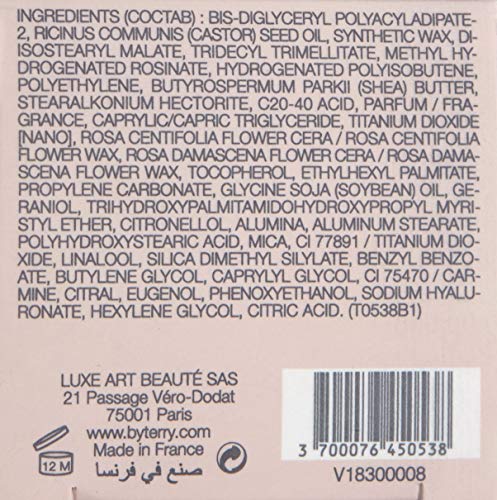 INGREDIENTS (COCTAB) : BIS-DIGLYCERYL POLYACYLADIPATE-
2, RICINUS COMMUNIS (CASTOR) SEED OIL, SYNTHETIC WAX, DI-
ISOSTEARYL MALATE, TRIDECYL TRIMELLITATE, METHYL HY-
DROGENATED ROSINATE, HYDROGENATED POLYISOBUTENE,
POLYETHYLENE, BUTYROSPERMUM PARKII (SHEA) BUTTER,
STEARALKONIUM HECTORITE, C20-40 ACID, PARFUM / FRA-
GRANCE, CAPRYLIC/CAPRIC TRIGLYCERIDE, TITANIUM DIOXIDE
[NANO], ROSA CENTIFOLIA FLOWER CERA / ROSA CENTIFOLIA
FLOWER WAX, ROSA DAMASCENA FLOWER CERA / ROSA DAMA-
SCENA FLOWER WAX, TOCOPHEROL, ETHYLHEXYL PALMITATE,
PROPYLENE CARBONATE, GLYCINE SOJA (SOYBEAN) OIL, GE-
RANIOL, TRIHYDROXYPALMITAMIDOHYDROXYPROPYL MYRI-
STYL ETHER, CITRONELLOL, ALUMINA, ALUMINUM STEARATE,
POLYHYDROXYSTEARIC ACID, MICA, CI 77891 / TITANIUM DIO-
XIDE, LINALOOL, SILICA DIMETHYL SILYLATE, BENZYL BENZO-
ATE, BUTYLENE GLYCOL, CAPRYLYL GLYCOL, CI 75470 / CAR-
MINE, CITRAL, EUGENOL, PHENOXYETHANOL, SODIUM HYALU-
RONATE, HEXYLENE GLYCOL, CITRIC ACID. (T0538B1)
LUXE ART BEAUTÉ SAS
21 Passage Véro-Dodat
75001 Paris
www.byterry.com
Made in France
صنع في فرنسا
12 M
3 700076 450538
V18300008